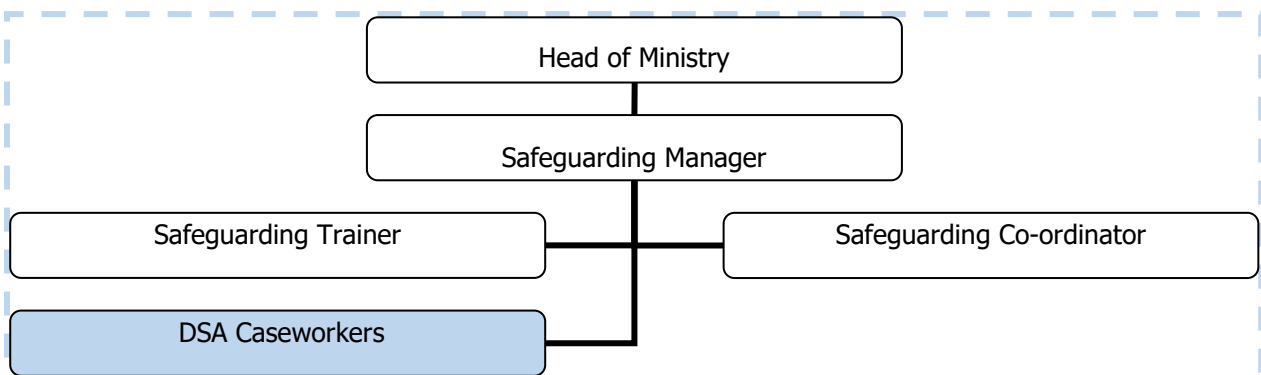 Head of Ministry
Safeguarding Manager
Safeguarding Trainer
Safeguarding Co-ordinator
DSA Caseworkers